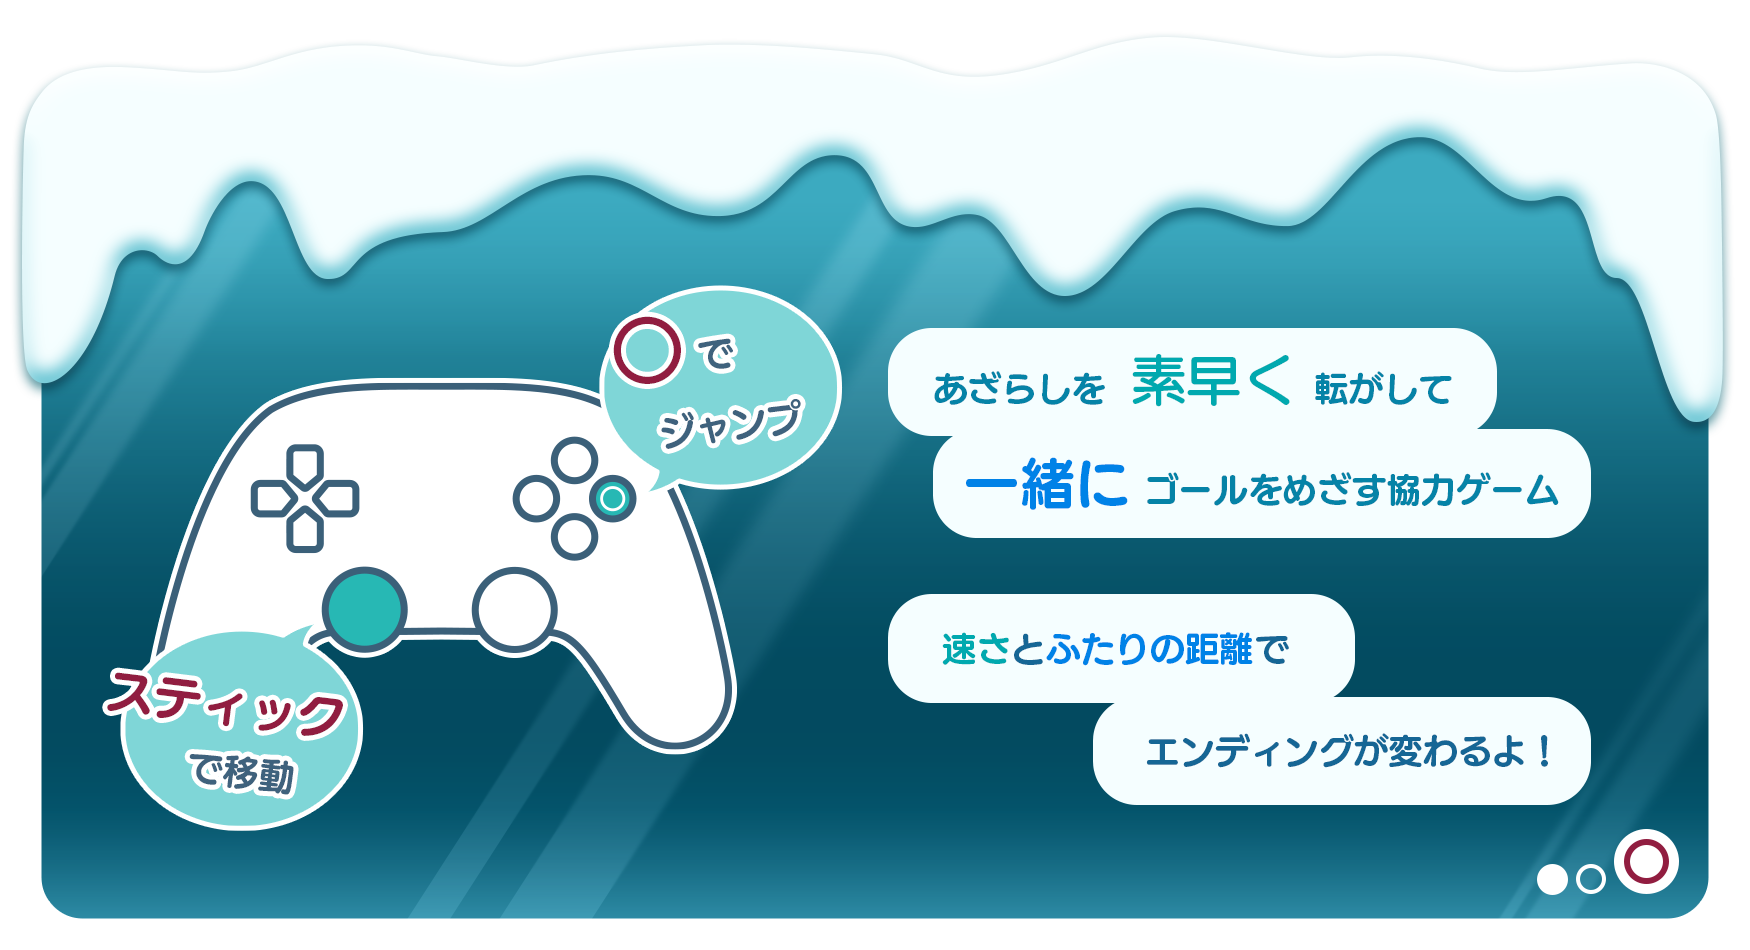 ○で
ジャンプ
スティック
で移動
あざらしを 素早く 転がして
一緒に ゴールをめざす協力ゲーム
速さとふたりの距離で
エンディングが変わるよ！